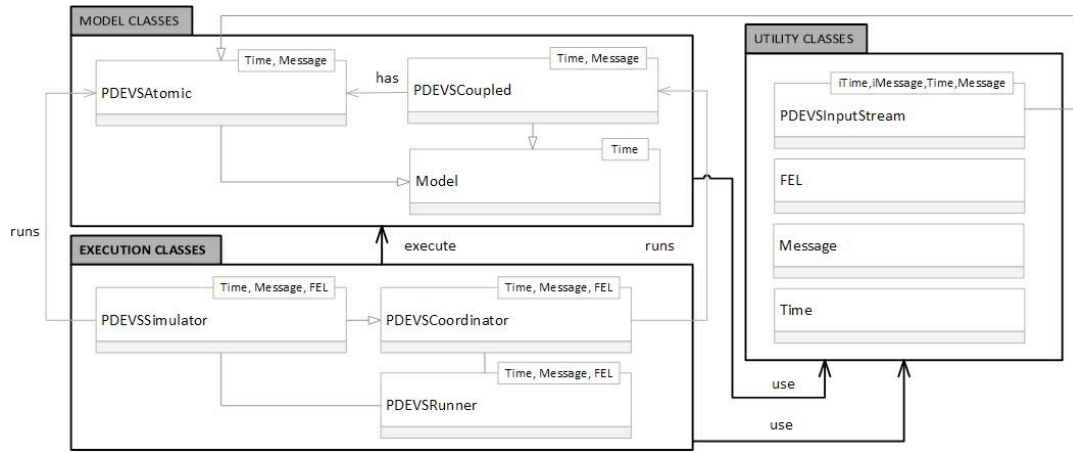 MODEL CLASSES
Time, Message
PDEVSAtomic
has
Time, Message
PDEVSCoupled
Time
Model
UTILITY CLASSES
iTime,iMessage,Time,Message
PDEVSInputStream
FEL
Message
Time
runs
execute
runs
EXECUTION CLASSES
Time, Message, FEL
PDEVSSimulator
Time, Message, FEL
PDEVSCoordinator
Time, Message, FEL
PDEVSRunner
use
use